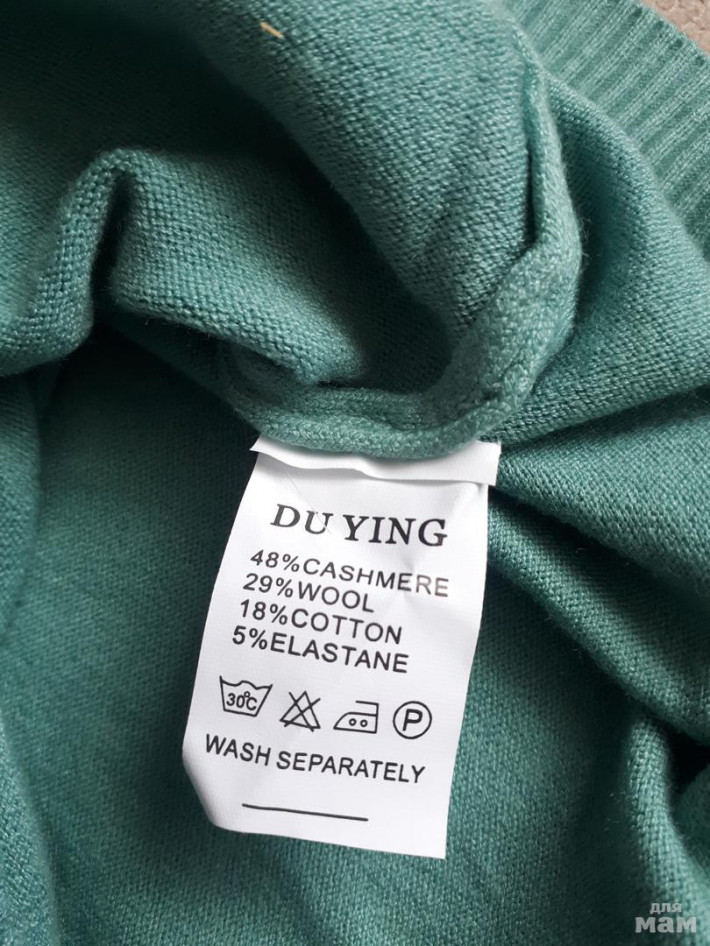 DU YING
48%CASHMERE
29%WOOL
18%COTTON
5%ELASTANE
30°C
P
WASH SEPARATELY
для
мам